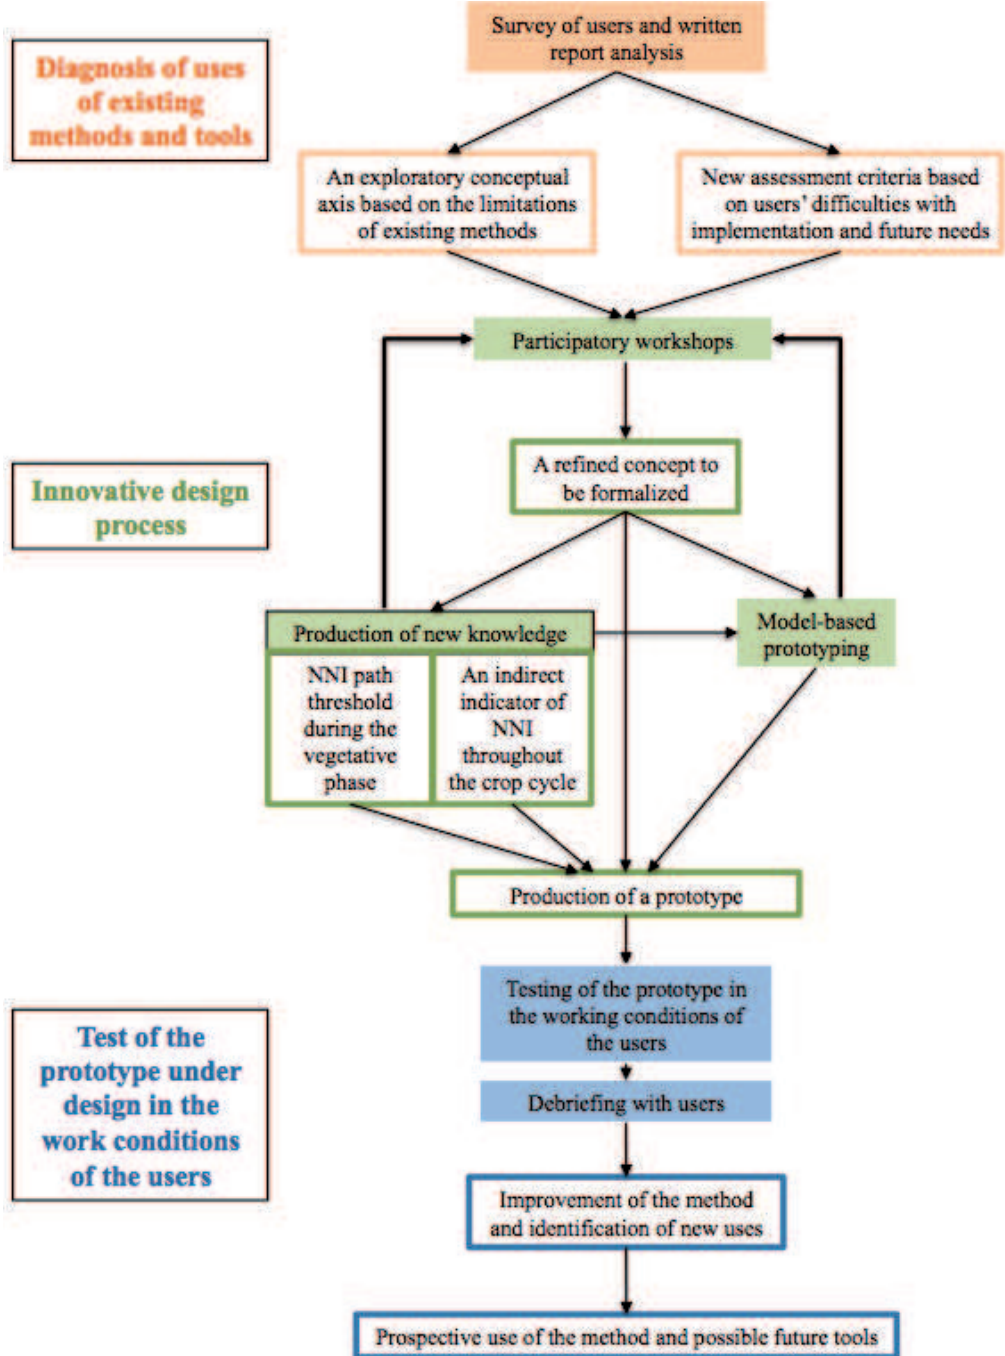 Survey of users and written
report analysis
Diagnosis of uses
of existing
methods and tools
An exploratory conceptual
axis based on the limitations
of existing methods
New assessment criteria based
on users’ difficulties with
implementation and future needs
Participatory workshops
A refined concept to
be formalized
Innovative design
process
Production of new knowledge
Model-based
prototyping
NNI path
threshold
during the
vegetative
phase
An indirect
indicator of
NNI
throughout
the crop cycle
Production of a prototype
Testing of the prototype in
the working conditions of
the users
Test of the
prototype under
design in the
work conditions
of the users
Debriefing with users
Improvement of the method
and identification of new uses
Prospective use of the method and possible future tools